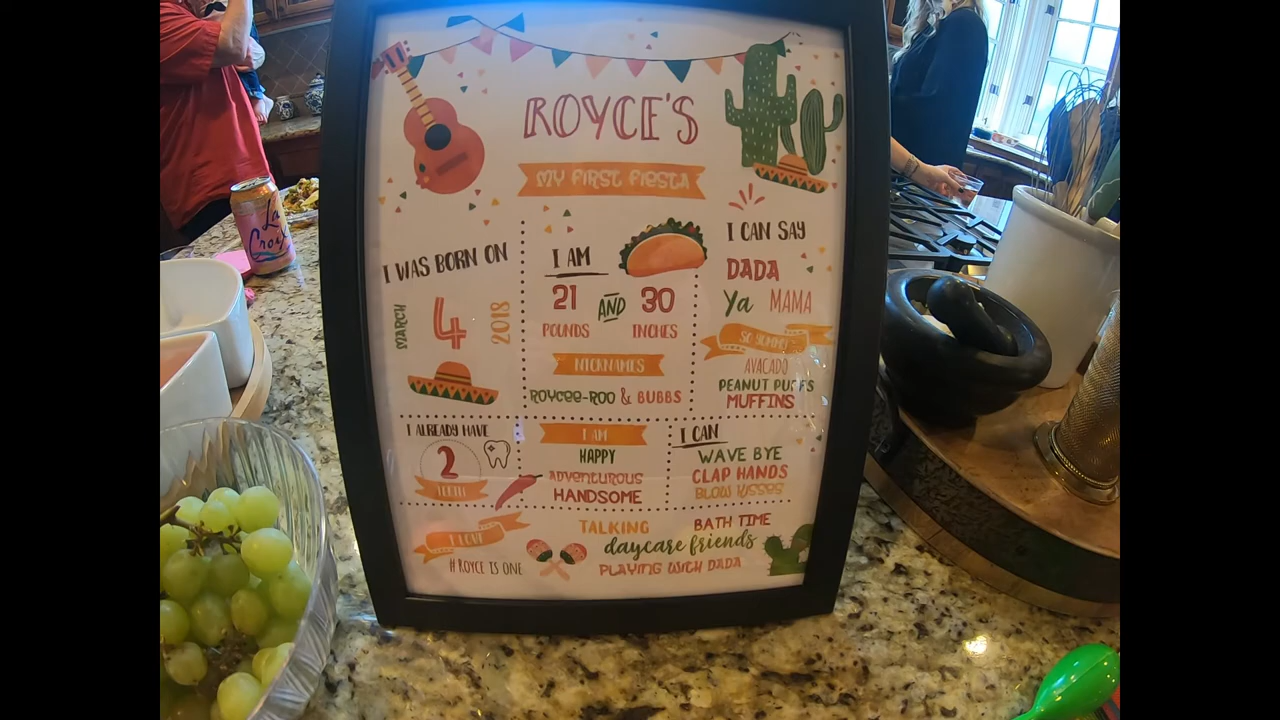 ROYCE'S
MY FIRST FIESTA
I WAS BORN ON
MARCH
4
2018
I AM
21 AND 30
POUNDS INCHES
NICKNAMES
ROYCEE-ROO & BUBBS
I CAN SAY
DADA
Ya MAMA
SO YUMMY
AVACADO
PEANUT PUFFS
MUFFINS
I ALREADY HAVE
2
TEETH
I AM
HAPPY
ADVENTUROUS
HANDSOME
I CAN
WAVE BYE
CLAP HANDS
BLOW KISSES
I LOVE
#ROYCE IS ONE
TALKING
BATH TIME
daycare friends
PLAYING WITH DADA
La
Croix